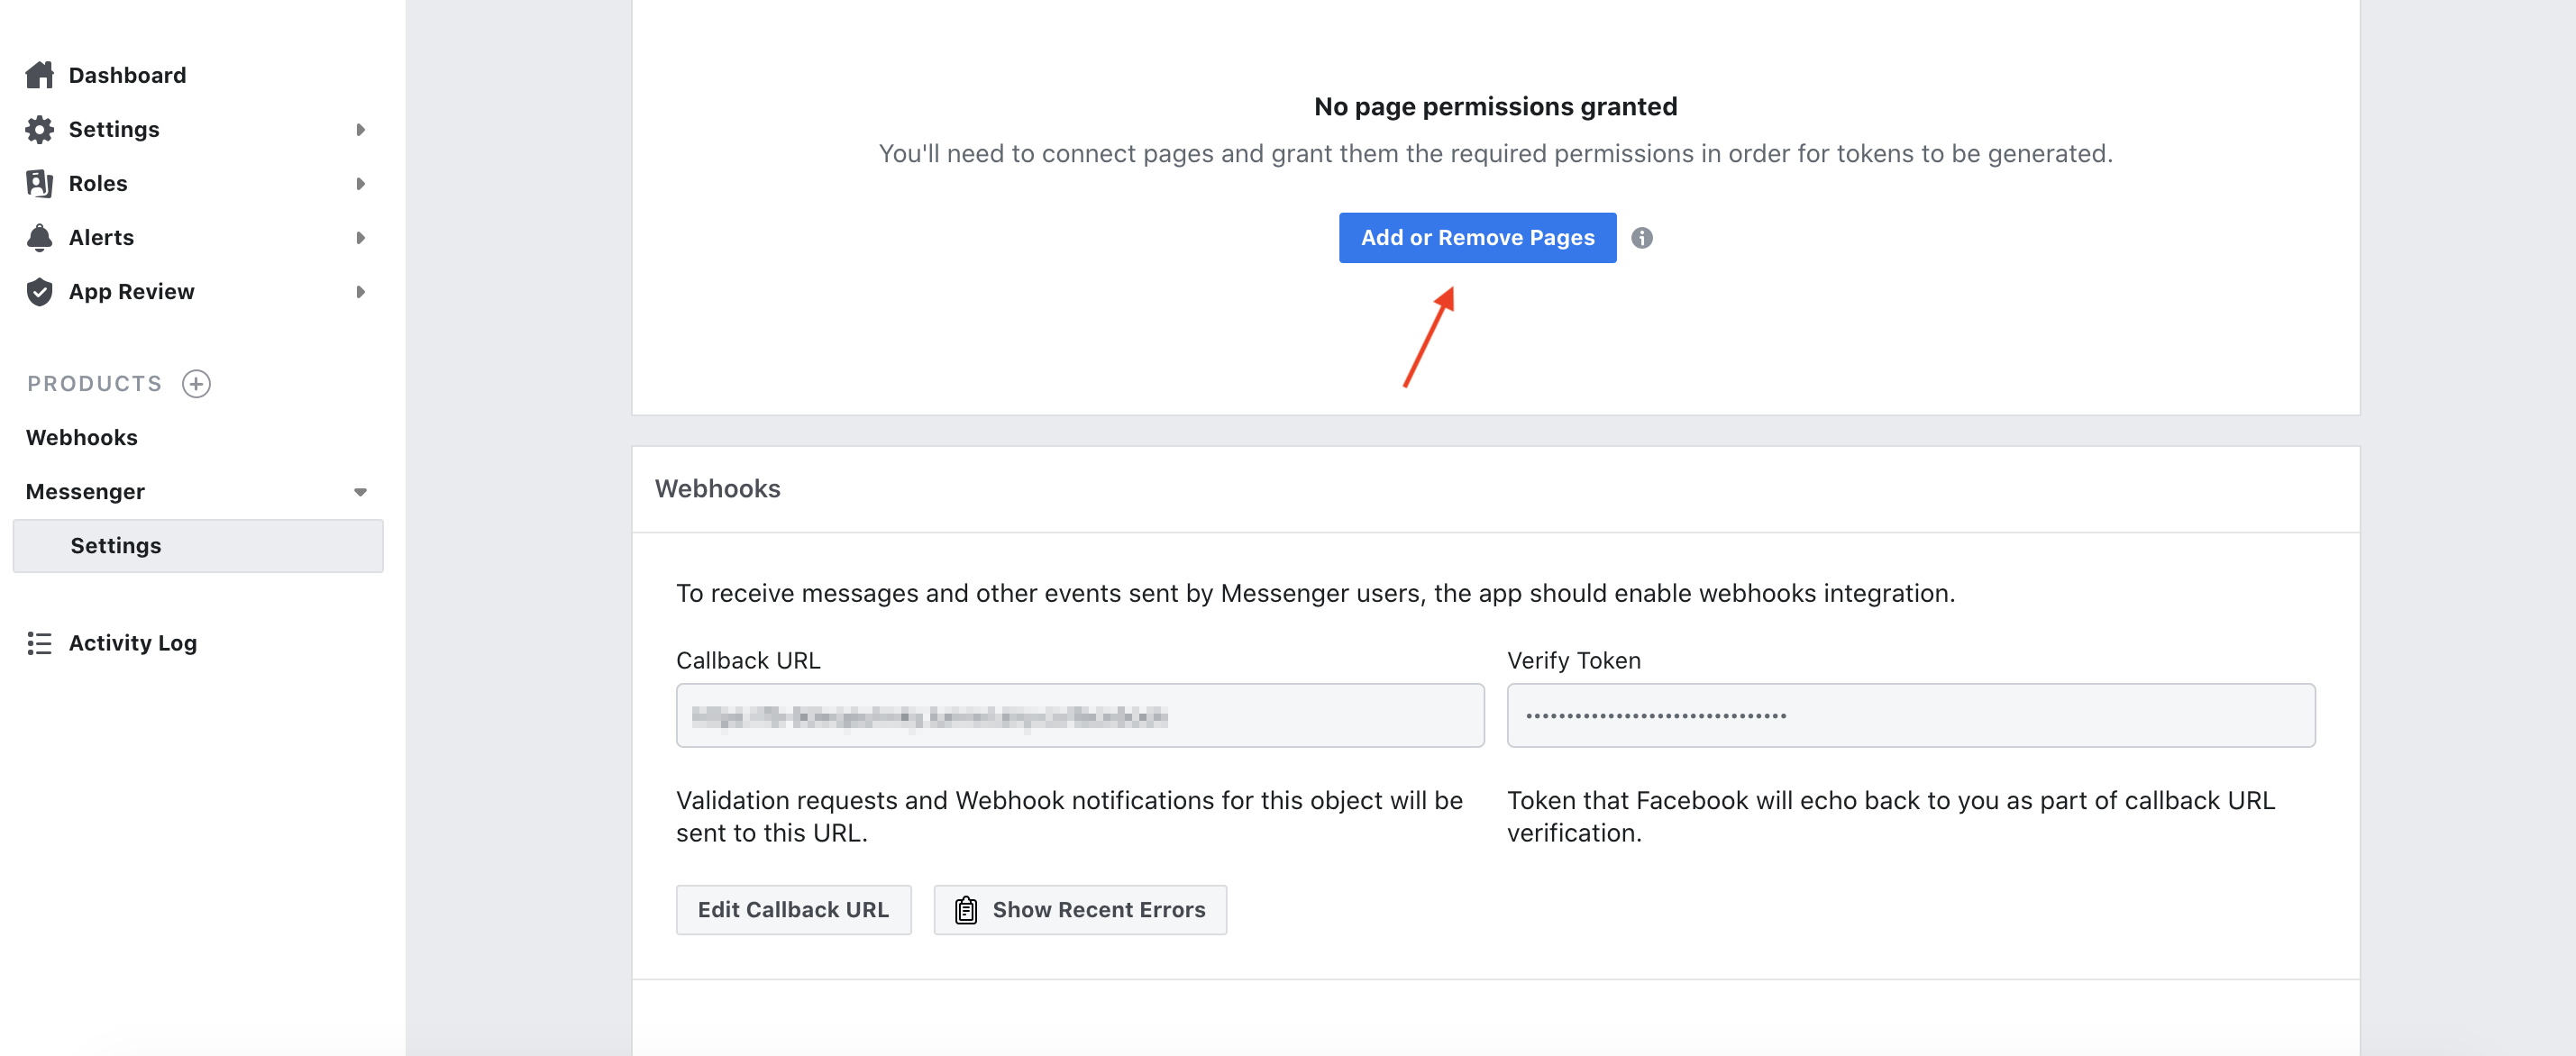 Dashboard
Settings
Roles
Alerts
App Review
PRODUCTS
Webhooks
Messenger
Settings
Activity Log
No page permissions granted
You'll need to connect pages and grant them the required permissions in order for tokens to be generated.
Add or Remove Pages
Webhooks
To receive messages and other events sent by Messenger users, the app should enable webhooks integration.
Callback URL
Verify Token
Validation requests and Webhook notifications for this object will be
sent to this URL.
Token that Facebook will echo back to you as part of callback URL
verification.
Edit Callback URL
Show Recent Errors